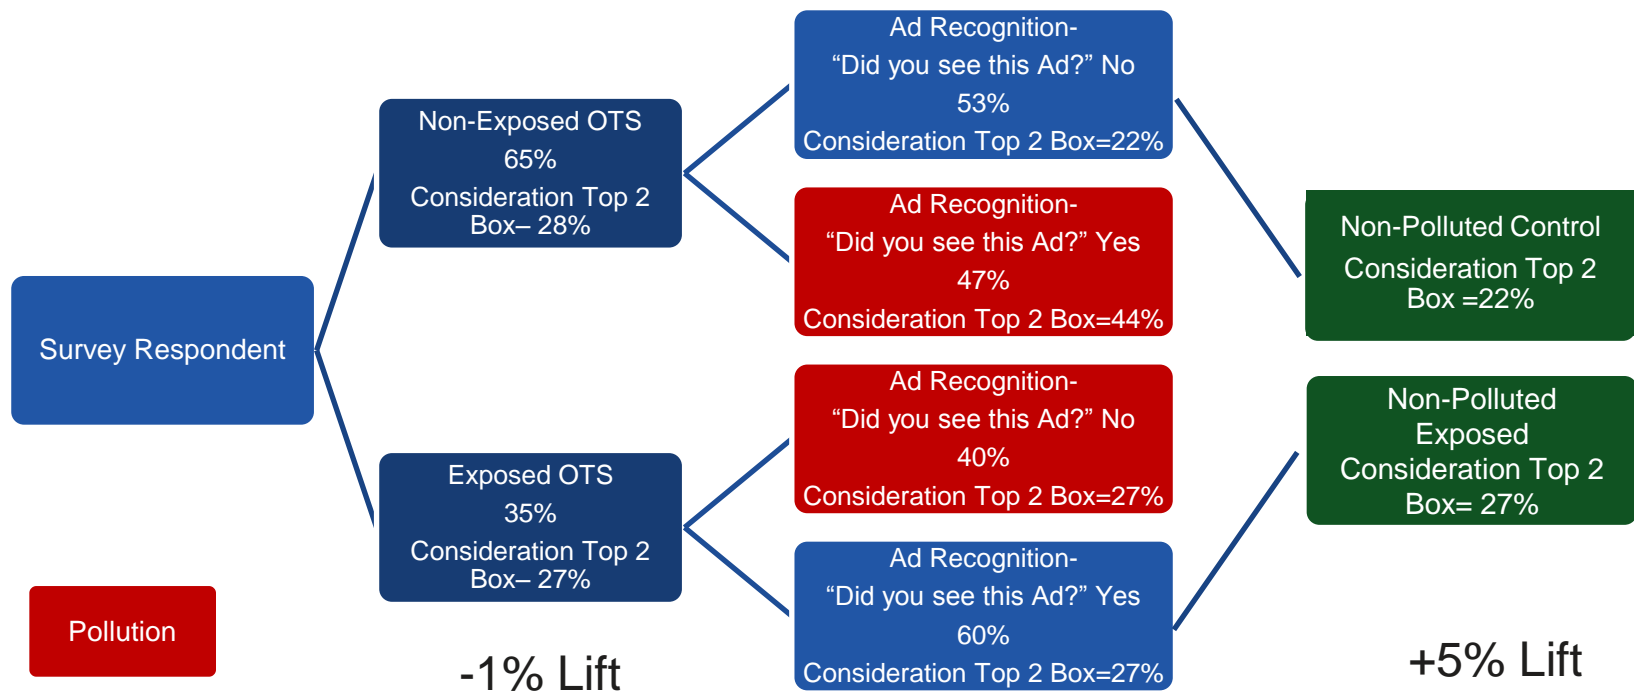 Survey Respondent
Pollution
Non-Exposed OTS
65%
Consideration Top 2
Box– 28%
Exposed OTS
35%
Consideration Top 2
Box– 27%
-1% Lift
Ad Recognition-
“Did you see this Ad?” No
53%
Consideration Top 2 Box=22%
Ad Recognition-
“Did you see this Ad?” Yes
47%
Consideration Top 2 Box=44%
Ad Recognition-
“Did you see this Ad?” No
40%
Consideration Top 2 Box=27%
Ad Recognition-
“Did you see this Ad?” Yes
60%
Consideration Top 2 Box=27%
Non-Polluted Control
Consideration Top 2
Box =22%
Non-Polluted
Exposed
Consideration Top 2
Box= 27%
+5% Lift